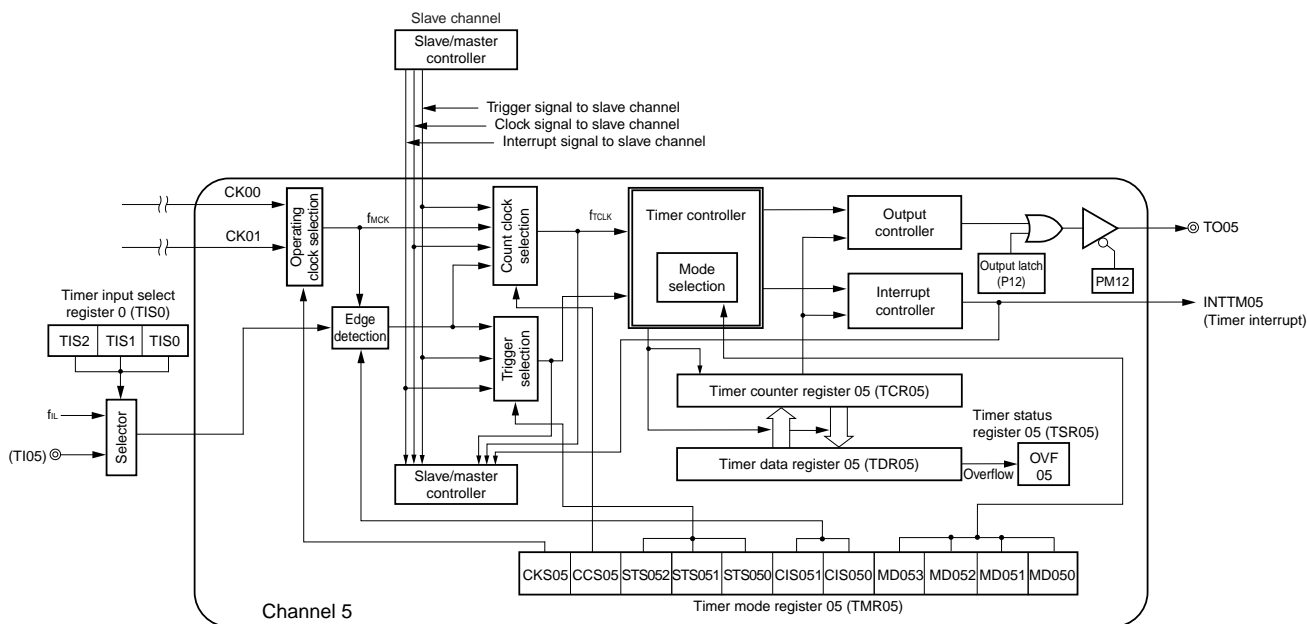 Slave channel
Slave/master
controller
Trigger signal to slave channel
Clock signal to slave channel
Interrupt signal to slave channel
CK00
CK01
Operating
clock selection
fMCK
Count clock
selection
fTCLK
Timer controller
Mode
selection
Output
controller
Output latch
(P12)
PM12
TO05
Interrupt
controller
INTTM05
(Timer interrupt)
Timer input select
register 0 (TIS0)
TIS2
TIS1
TIS0
fIL
(TI05)
Selector
Edge
detection
Trigger
selection
Slave/master
controller
Timer counter register 05 (TCR05)
Timer data register 05 (TDR05)
Timer status
register 05 (TSR05)
Overflow
OVF
05
CKS05
CCS05
STS052
STS051
STS050
CIS051
CIS050
MD053
MD052
MD051
MD050
Timer mode register 05 (TMR05)
Channel 5